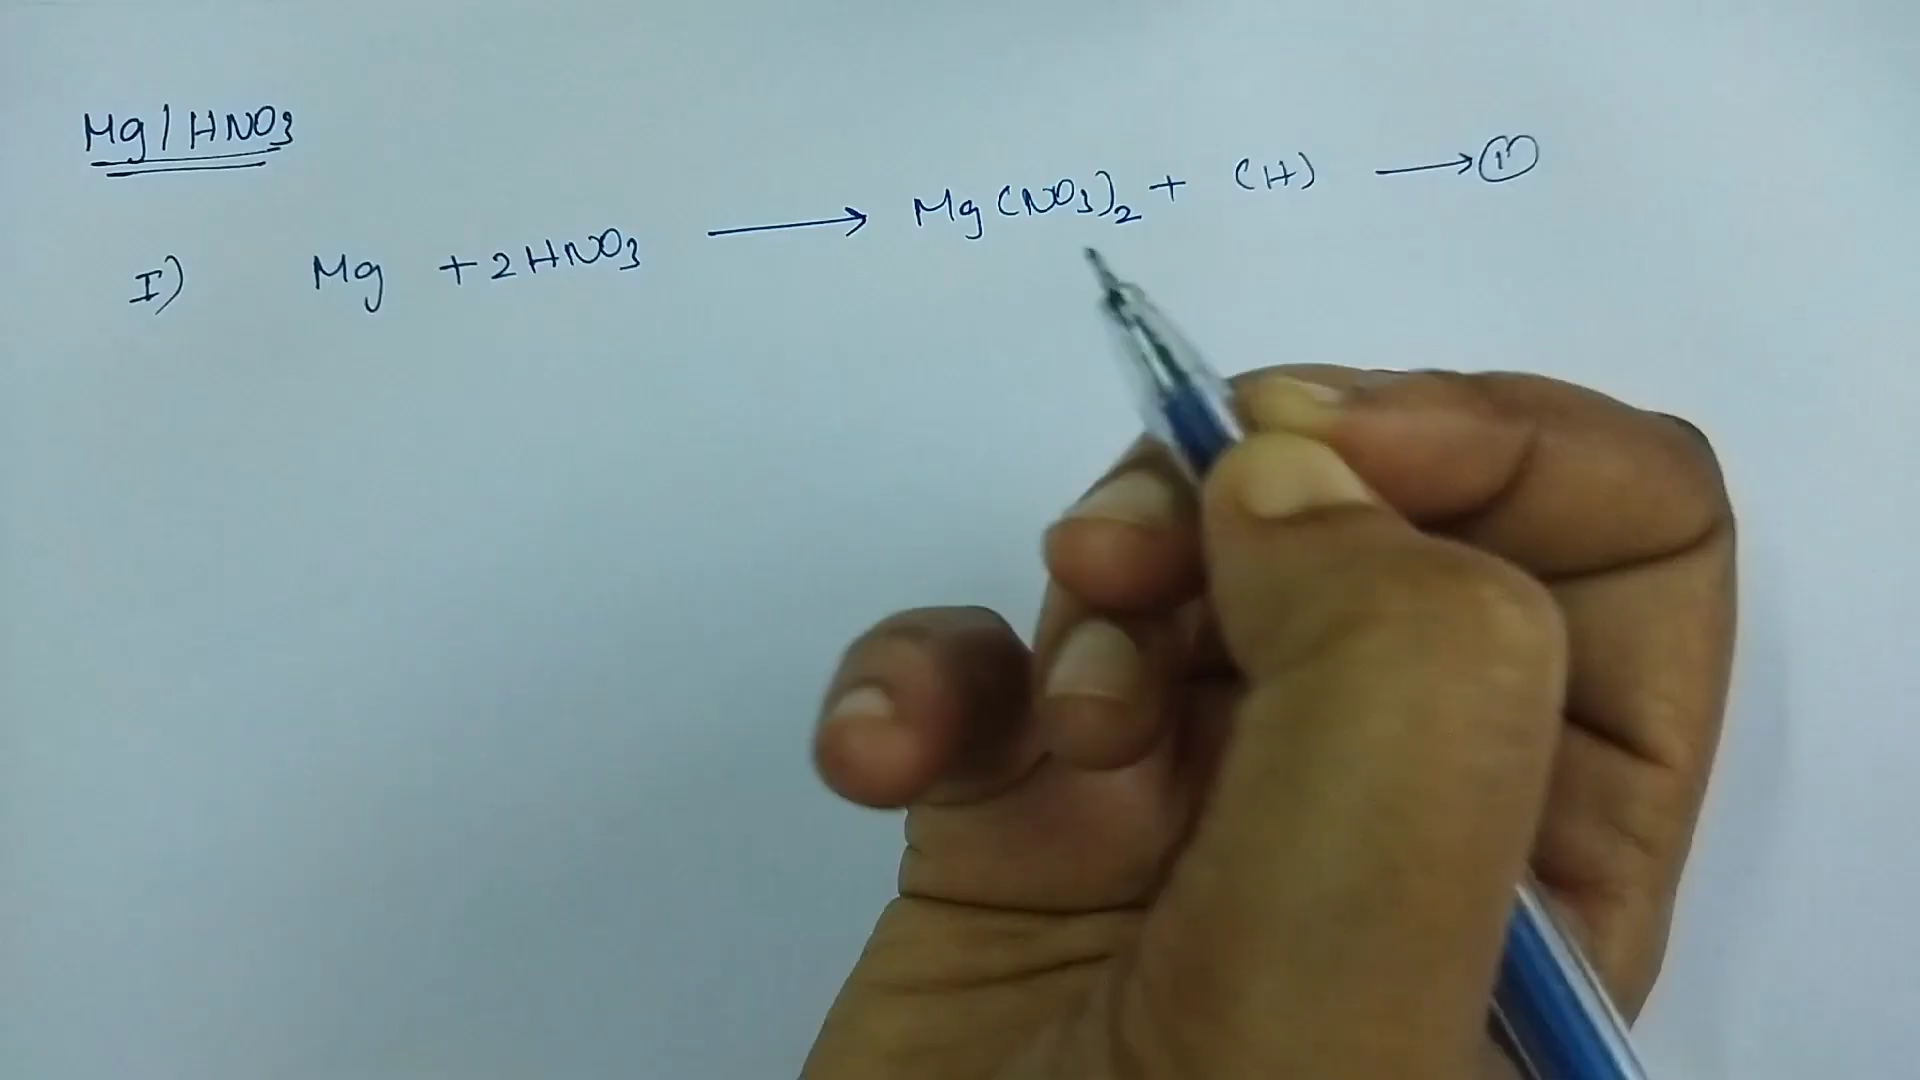 Mg/HNO3
I) Mg + 2HNO3 ⟶ Mg(NO3)2 + (H) ⟶ ①